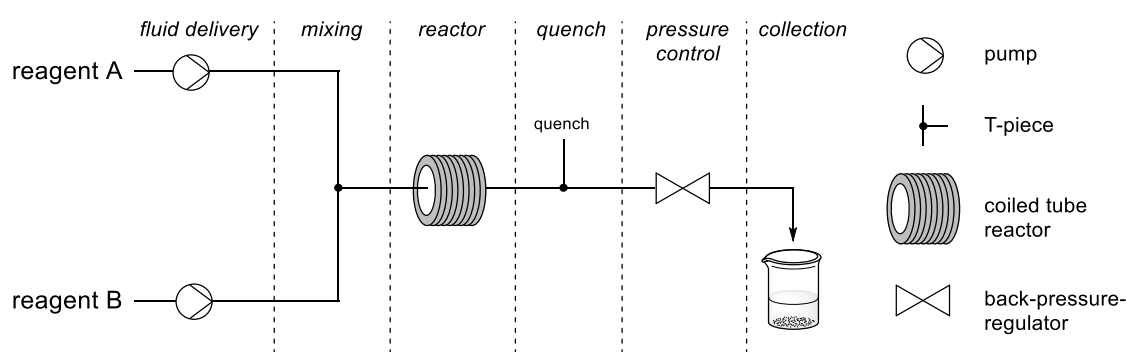 fluid delivery
mixing
reactor
quench
pressure
control
collection
reagent A
quench
reagent B
pump
T-piece
coiled tube
reactor
back-pressure-
regulator